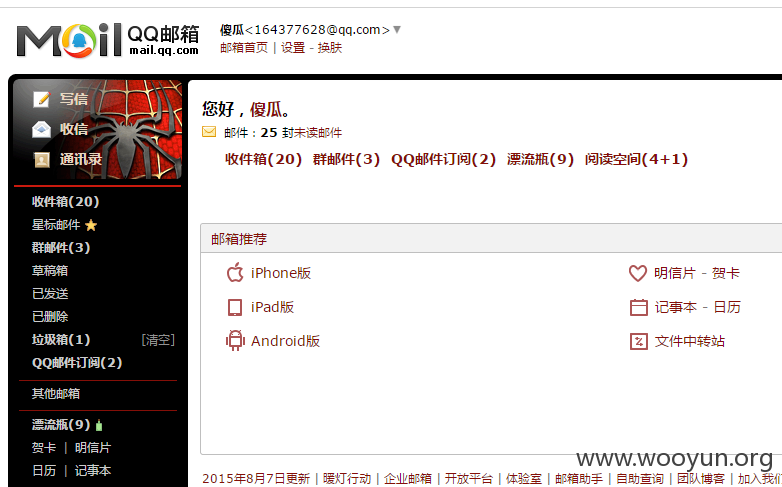 Mail QQ邮箱
mail.qq.com
傻瓜<164377628@qq.com>
邮箱首页 | 设置 - 换肤
写信
收信
通讯录
收件箱(20)
星标邮件
群邮件(3)
草稿箱
已发送
已删除
垃圾箱(1) [清空]
QQ邮件订阅(2)
其他邮箱
漂流瓶(9)
贺卡 | 明信片
日历 | 记事本
您好，傻瓜。
邮件：25 封未读邮件
收件箱(20) 群邮件(3) QQ邮件订阅(2) 漂流瓶(9) 阅读空间(4+1)
邮箱推荐
iPhone版
明信片 - 贺卡
iPad版
记事本 - 日历
Android版
文件中转站
www.wooyun.org
2015年8月7日更新 | 暖灯行动 | 企业邮箱 | 开放平台 | 体验室 | 邮箱助手 | 自助查询 | 团队博客 | 加入我们